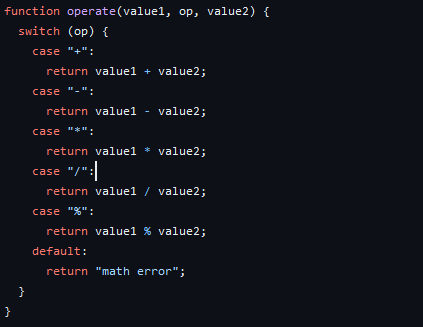 function operate(value1, op, value2) {
  switch (op) {
    case "+":
      return value1 + value2;
    case "-":
      return value1 - value2;
    case "*":
      return value1 * value2;
    case "/":
      return value1 / value2;
    case "%":
      return value1 % value2;
    default:
      return "math error";
  }
}